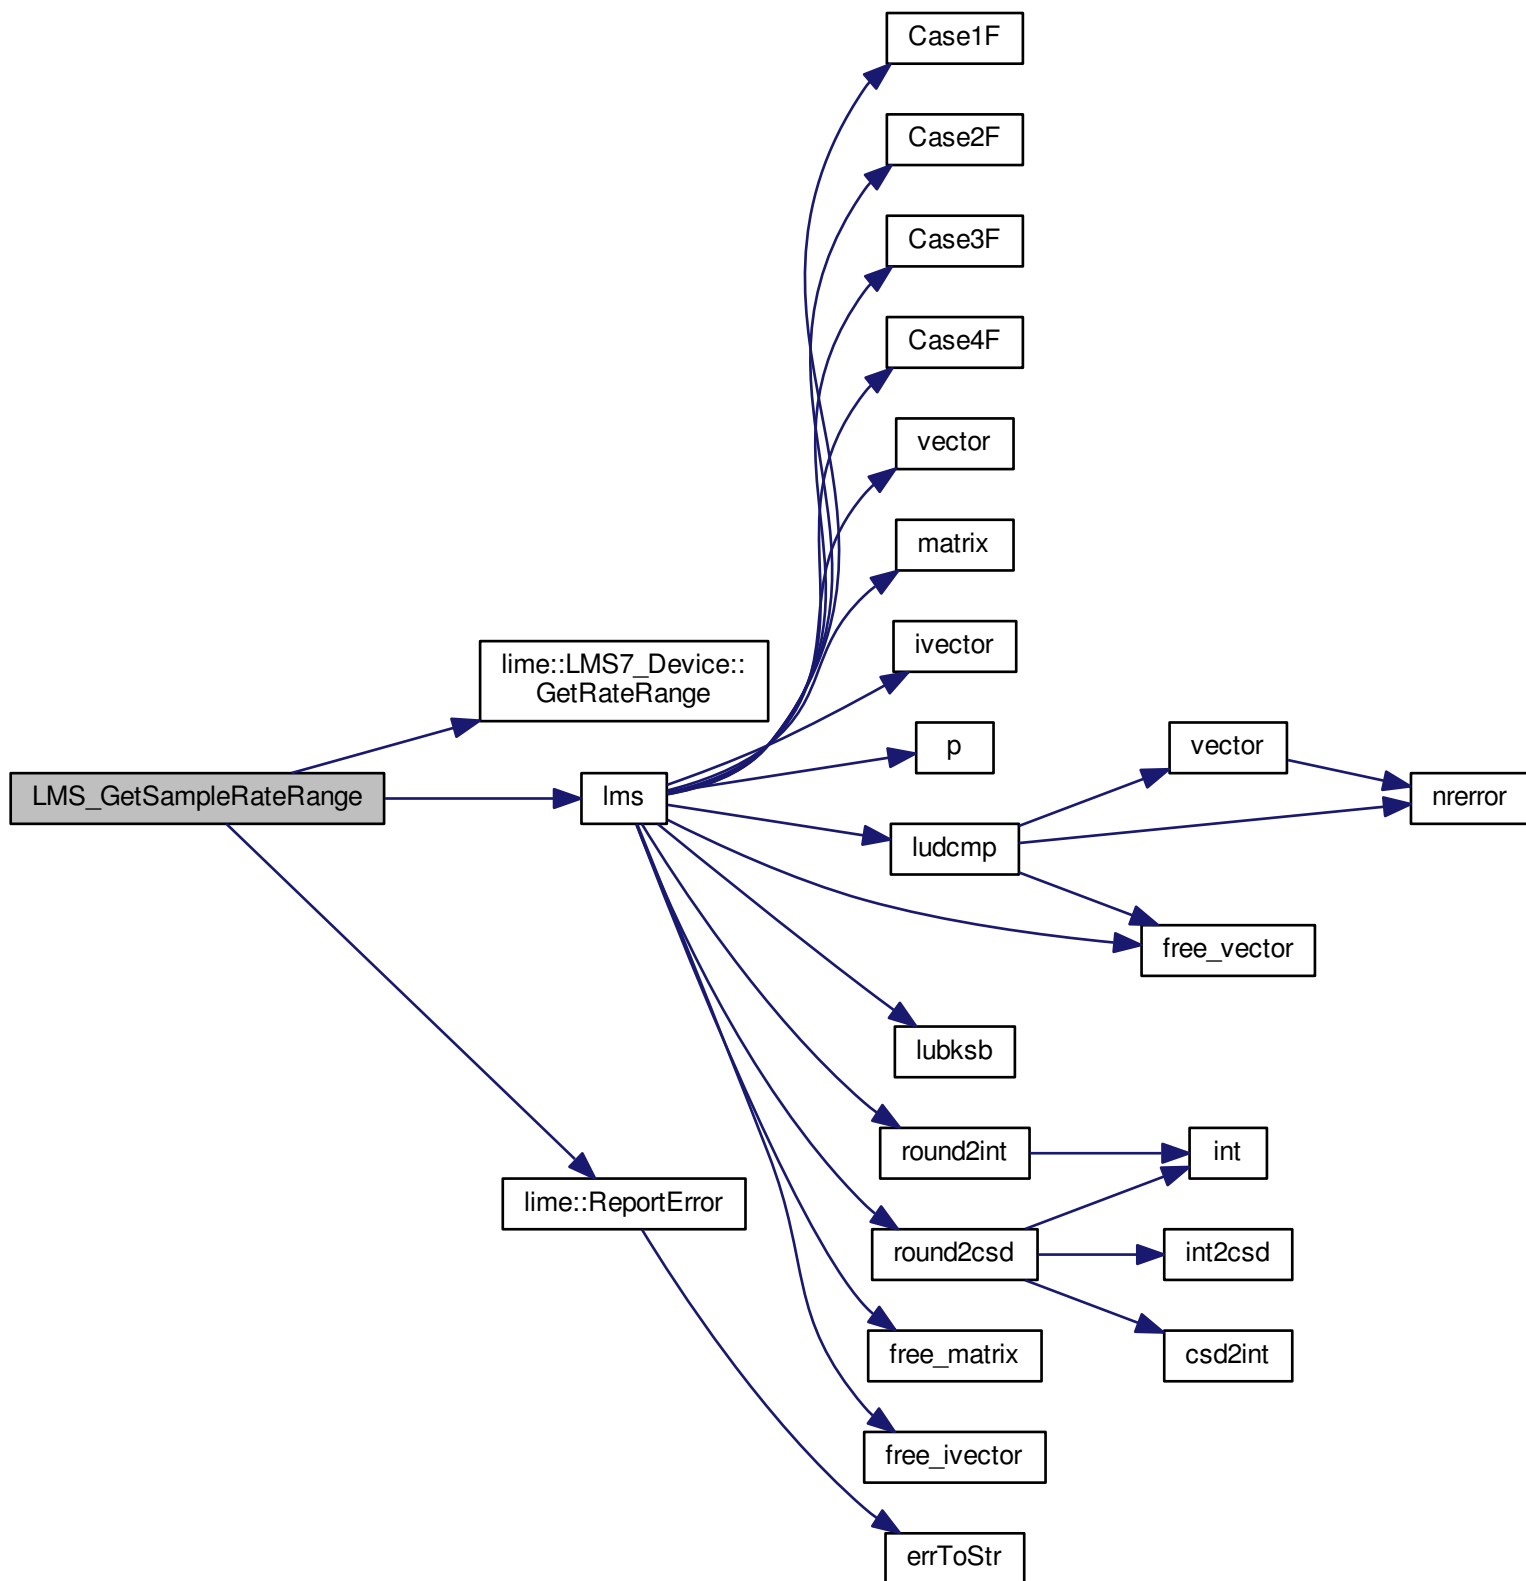 Case1F
Case2F
Case3F
Case4F
vector
matrix
ivector
lime::LMS7_Device::
GetRateRange
p
vector
LMS_GetSampleRateRange
lms
nrerror
ludcmp
free_vector
lubksb
round2int
int
lime::ReportError
round2csd
int2csd
free_matrix
csd2int
free_ivector
errToStr